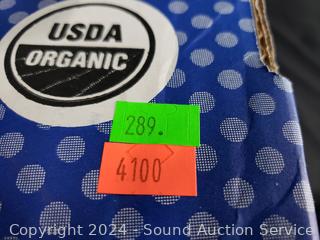 USDA
ORGANIC
289.
4100
Copyright 2024 - Sound Auction Service